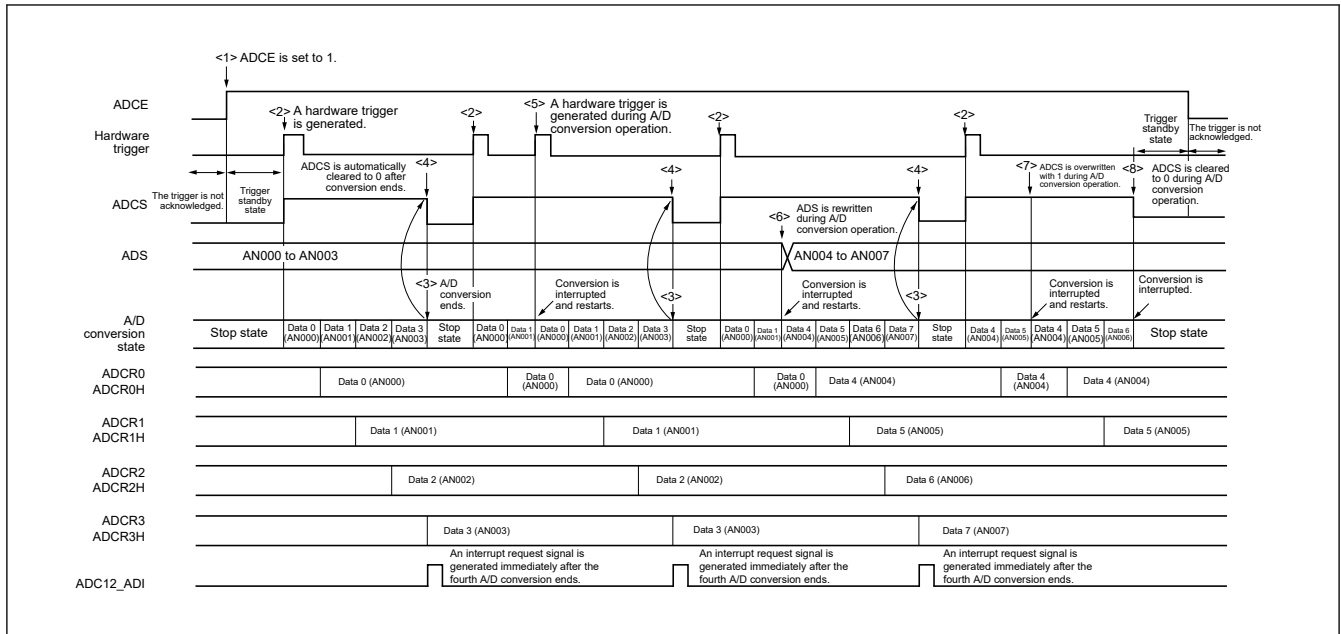 <1> ADCE is set to 1.
ADCE
<2> A hardware trigger
is generated.
<2>
<5> A hardware trigger is
generated during A/D
conversion operation.
<2>
<2>
Trigger
standby
state
The trigger is not
acknowledged.
Hardware
trigger
ADCS is automatically
cleared to 0 after
conversion ends.
<4>
<4>
<4>
<7> ADCS is overwritten
with 1 during A/D
conversion operation.
<8>
ADCS is cleared
to 0 during A/D
conversion
operation.
The trigger is not
acknowledged.
Trigger
standby
state
ADCS
<6> ADS is rewritten
during A/D
conversion operation.
ADS
AN000 to AN003
AN004 to AN007
<3> A/D
conversion
ends.
Conversion is
interrupted
and restarts.
<3>
Conversion is
interrupted
and restarts.
<3>
Conversion is
interrupted
and restarts.
Conversion is
interrupted.
A/D
conversion
state
Stop state
Data 0
(AN000)
Data 1
(AN001)
Data 2
(AN002)
Data 3
(AN003)
Stop
state
Data 0
(AN000)
Data 1
(AN001)
Data 0
(AN000)
Data 1
(AN001)
Data 2
(AN002)
Data 3
(AN003)
Stop
state
Data 0
(AN000)
Data 1
(AN001)
Data 4
(AN004)
Data 5
(AN005)
Data 6
(AN006)
Data 7
(AN007)
Stop
state
Data 4
(AN004)
Data 5
(AN005)
Data 4
(AN004)
Data 5
(AN005)
Data 6
(AN006)
Stop state
ADCR0
ADCR0H
Data 0 (AN000)
Data 0
(AN000)
Data 0 (AN000)
Data 0
(AN000)
Data 4 (AN004)
Data 4
(AN004)
Data 4 (AN004)
ADCR1
ADCR1H
Data 1 (AN001)
Data 1 (AN001)
Data 5 (AN005)
Data 5 (AN005)
ADCR2
ADCR2H
Data 2 (AN002)
Data 2 (AN002)
Data 6 (AN006)
ADCR3
ADCR3H
Data 3 (AN003)
Data 3 (AN003)
Data 7 (AN007)
ADC12_ADI
An interrupt request signal is
generated immediately after the
fourth A/D conversion ends.
An interrupt request signal is
generated immediately after the
fourth A/D conversion ends.
An interrupt request signal is
generated immediately after the
fourth A/D conversion ends.